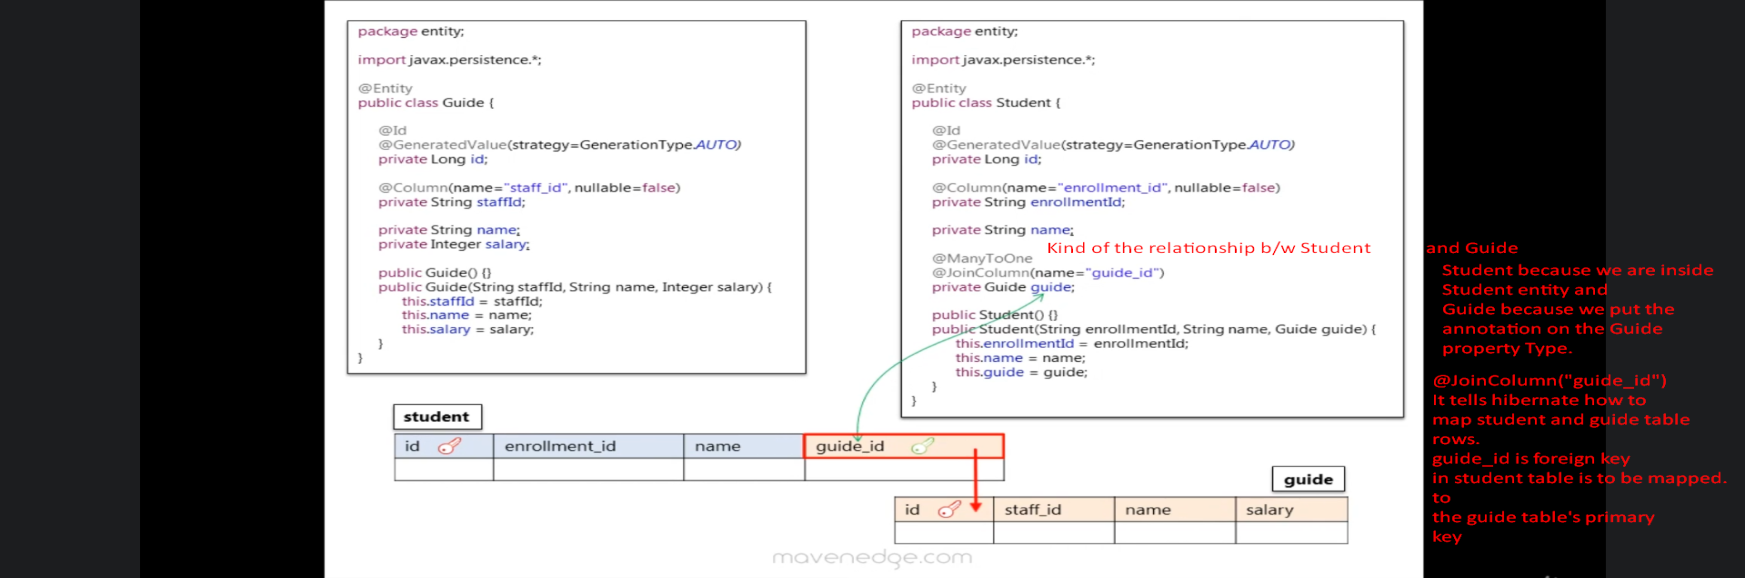 package entity;
import javax.persistence.*;
@Entity
public class Guide {
@Id
@GeneratedValue(strategy=GenerationType.AUTO)
private Long id;
@Column(name="staff_id", nullable=false)
private String staffId;
private String name;
private Integer salary;
public Guide() {}
public Guide(String staffId, String name, Integer salary) {
this.staffId = staffId;
this.name = name;
this.salary = salary;
}
}
package entity;
import javax.persistence.*;
@Entity
public class Student {
@Id
@GeneratedValue(strategy=GenerationType.AUTO)
private Long id;
@Column(name="enrollment_id", nullable=false)
private String enrollmentId;
private String name;
Kind of the relationship b/w Student and Guide
@ManyToOne
@JoinColumn(name="guide_id")
private Guide guide;
public Student() {}
public Student(String enrollmentId, String name, Guide guide) {
this.enrollmentId = enrollmentId;
this.name = name;
this.guide = guide;
}
}
Student because we are inside
Student entity and
Guide because we put the
annotation on the Guide
property Type.
@JoinColumn("guide_id")
It tells hibernate how to
map student and guide table
rows.
guide_id is foreign key
in student table is to be mapped.
to
the guide table's primary
key
student
id enrollment_id name guide_id
guide
id staff_id name salary
mavenedge.com